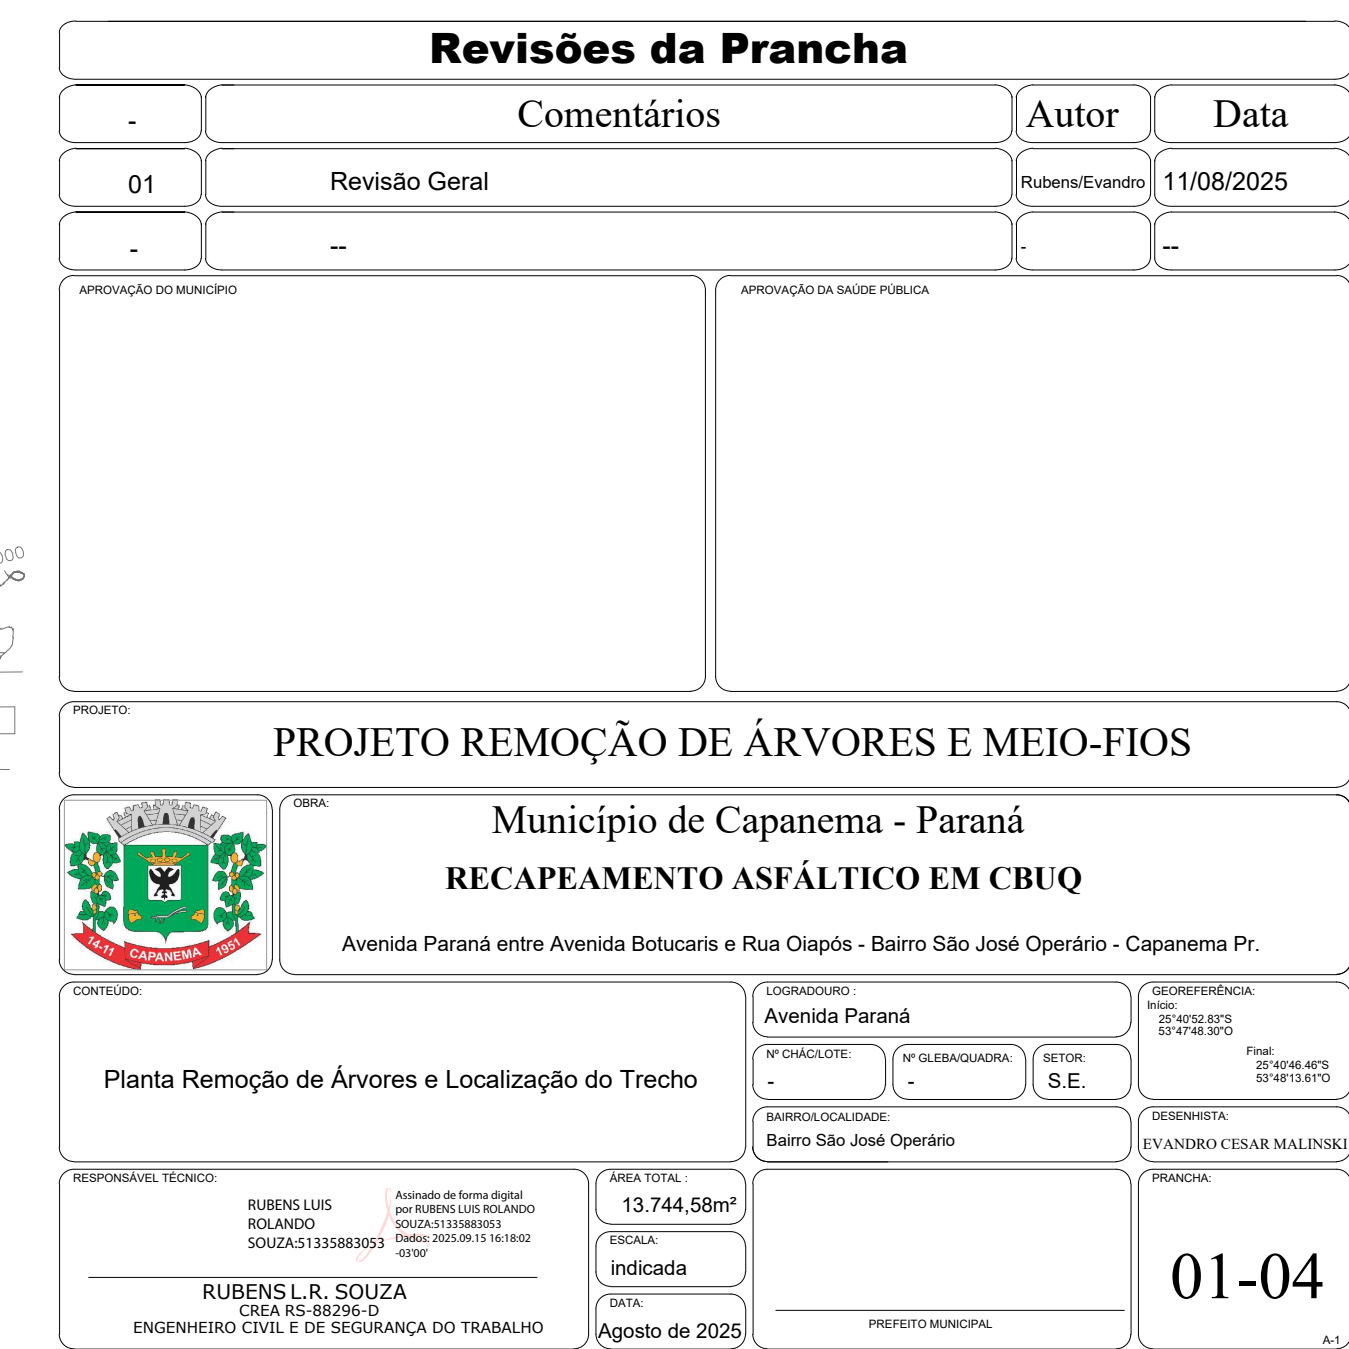 Revisões da Prancha
- Comentários Autor Data
01 Revisão Geral Rubens/Evandro 11/08/2025
- -- - --
APROVAÇÃO DO MUNICÍPIO
APROVAÇÃO DA SAÚDE PÚBLICA
PROJETO:
PROJETO REMOÇÃO DE ÁRVORES E MEIO-FIOS
14-11 CAPANEMA 1951
OBRA:
Município de Capanema - Paraná
RECAPEAMENTO ASFÁLTICO EM CBUQ
Avenida Paraná entre Avenida Botucaris e Rua Oiapós - Bairro São José Operário - Capanema Pr.
CONTEÚDO:
Planta Remoção de Árvores e Localização do Trecho
LOGRADOURO :
Avenida Paraná
Nº CHÁC/LOTE:
-
Nº GLEBA/QUADRA:
-
SETOR:
S.E.
BAIRRO/LOCALIDADE:
Bairro São José Operário
GEOREFERÊNCIA:
Início:
25°40'52.83"S
53°47'48.30"O
Final:
25°40'46.46"S
53°48'13.61"O
DESENHISTA:
EVANDRO CESAR MALINSKI
RESPONSÁVEL TÉCNICO:
RUBENS LUIS
ROLANDO
SOUZA:51335883053
Assinado de forma digital
por RUBENS LUIS ROLANDO
SOUZA:51335883053
Dados: 2025.09.15 16:18:02
-03'00'
RUBENS L.R. SOUZA
CREA RS-88296-D
ENGENHEIRO CIVIL E DE SEGURANÇA DO TRABALHO
ÁREA TOTAL :
13.744,58m²
ESCALA:
indicada
DATA:
Agosto de 2025
PREFEITO MUNICIPAL
PRANCHA:
01-04
A-1